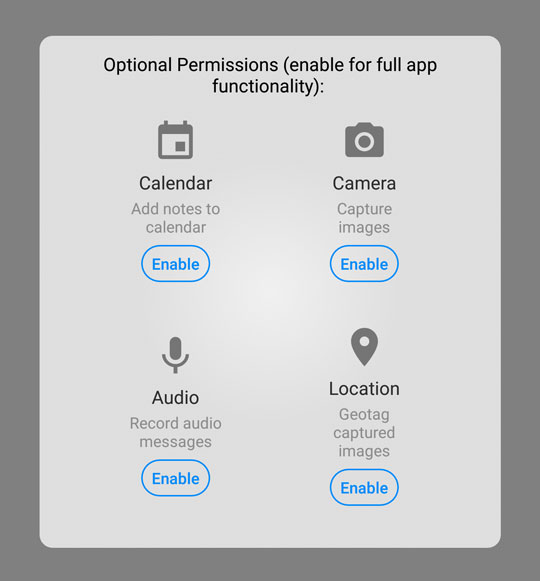 Optional Permissions (enable for full app
functionality):
Calendar
Add notes to
calendar
Enable
Camera
Capture
images
Enable
Audio
Record audio
messages
Enable
Location
Geotag
captured
images
Enable